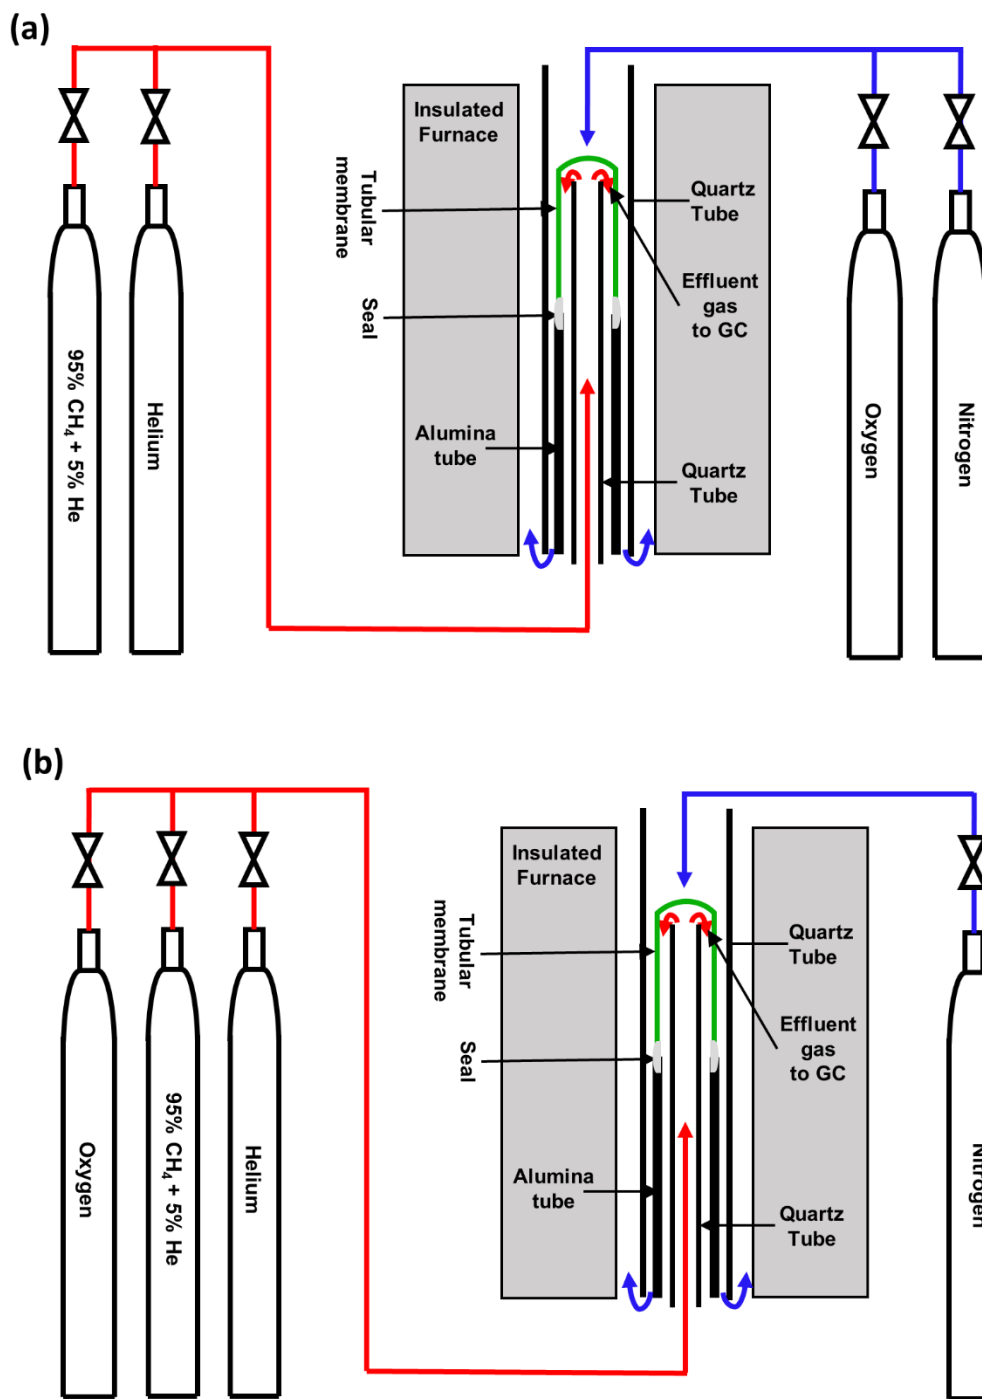 (a)
Insulated
Furnace
Tubular
membrane
Quartz
Tube
Seal
Effluent
gas
to GC
95% CH₄ + 5% He
Helium
Alumina
tube
Quartz
Tube
Oxygen
Nitrogen
(b)
Insulated
Furnace
Tubular
membrane
Quartz
Tube
Seal
Effluent
gas
to GC
Oxygen
95% CH₄ + 5% He
Helium
Alumina
tube
Quartz
Tube
Nitrogen